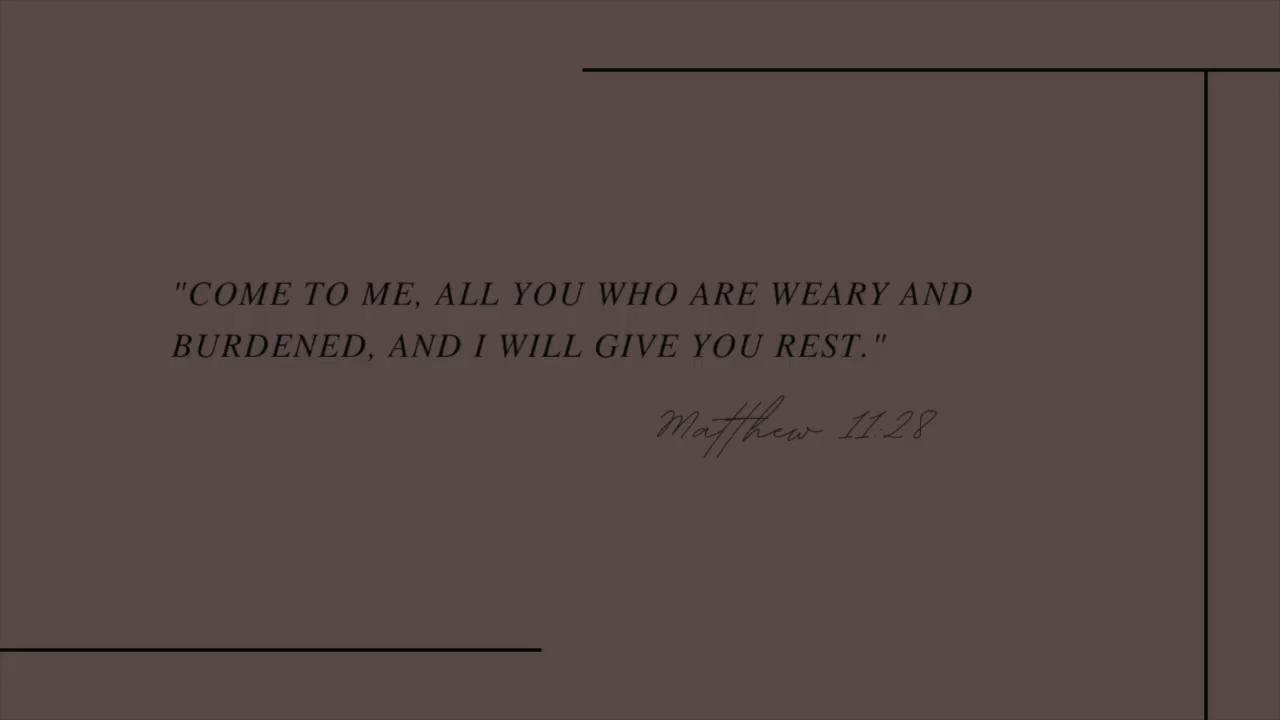 "COME TO ME, ALL YOU WHO ARE WEARY AND
BURDENED, AND I WILL GIVE YOU REST."
Matthew 11:28